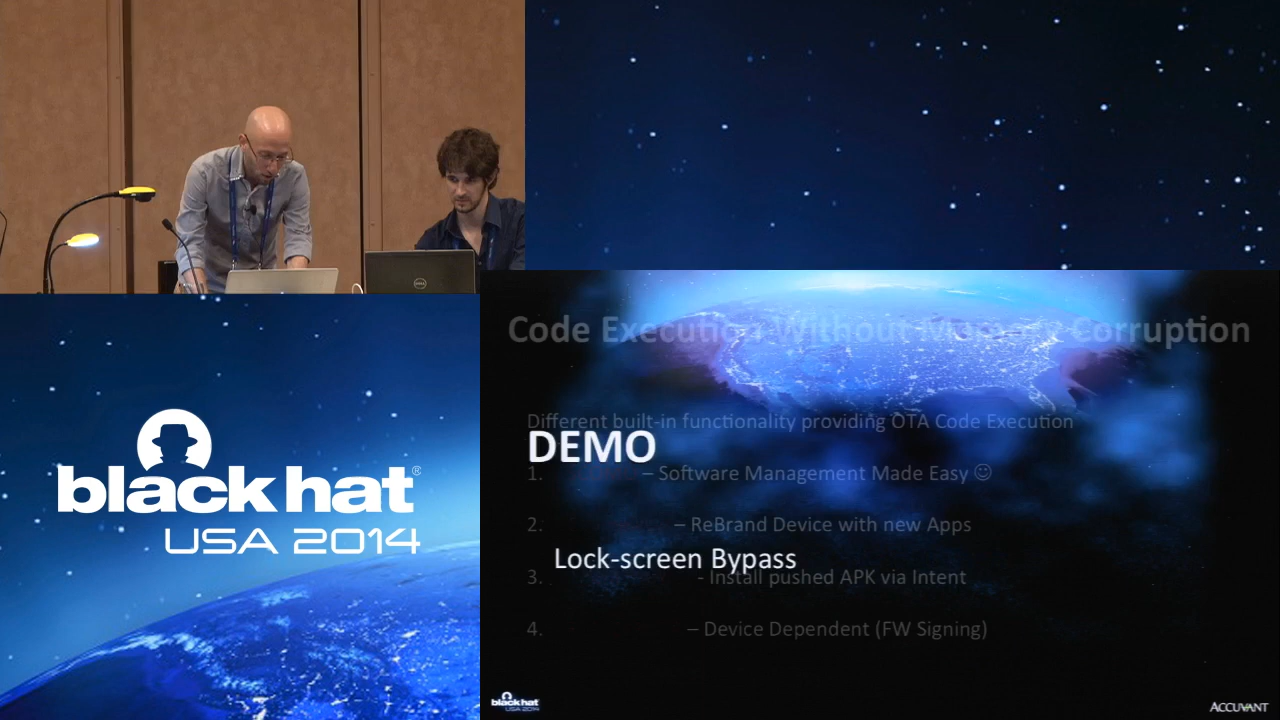 black hat®
USA 2014
Code Execution Without Memory Corruption
Different built-in functionality providing OTA Code Execution
DEMO
1. – Software Management Made Easy ☺
2. – ReBrand Device with new Apps
Lock-screen Bypass
3. - Install pushed APK via Intent
4. – Device Dependent (FW Signing)
black hat
USA 2014
ACCUVANT
DELL